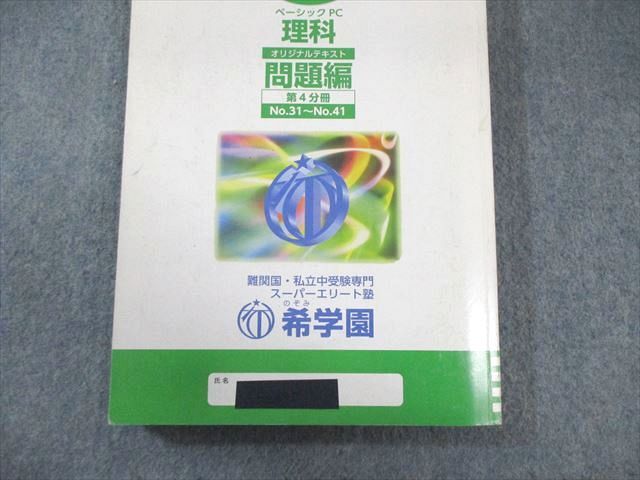 ベーシック PC
理科
オリジナルテキスト
問題編
第4分冊
No.31〜No.41
難関国・私立中受験専門
スーパーエリート塾
のぞみ
希学園
氏名